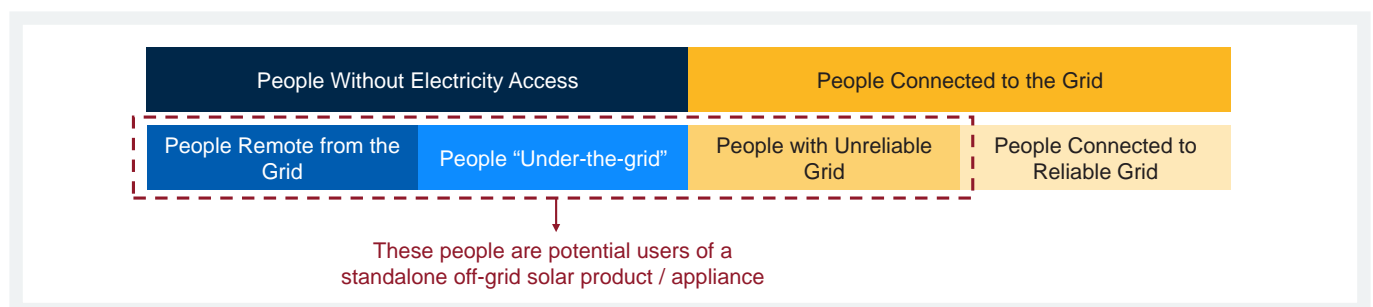 People Without Electricity Access
People Connected to the Grid
People Remote from the
Grid
People “Under-the-grid”
People with Unreliable
Grid
People Connected to
Reliable Grid
These people are potential users of a
standalone off-grid solar product / appliance